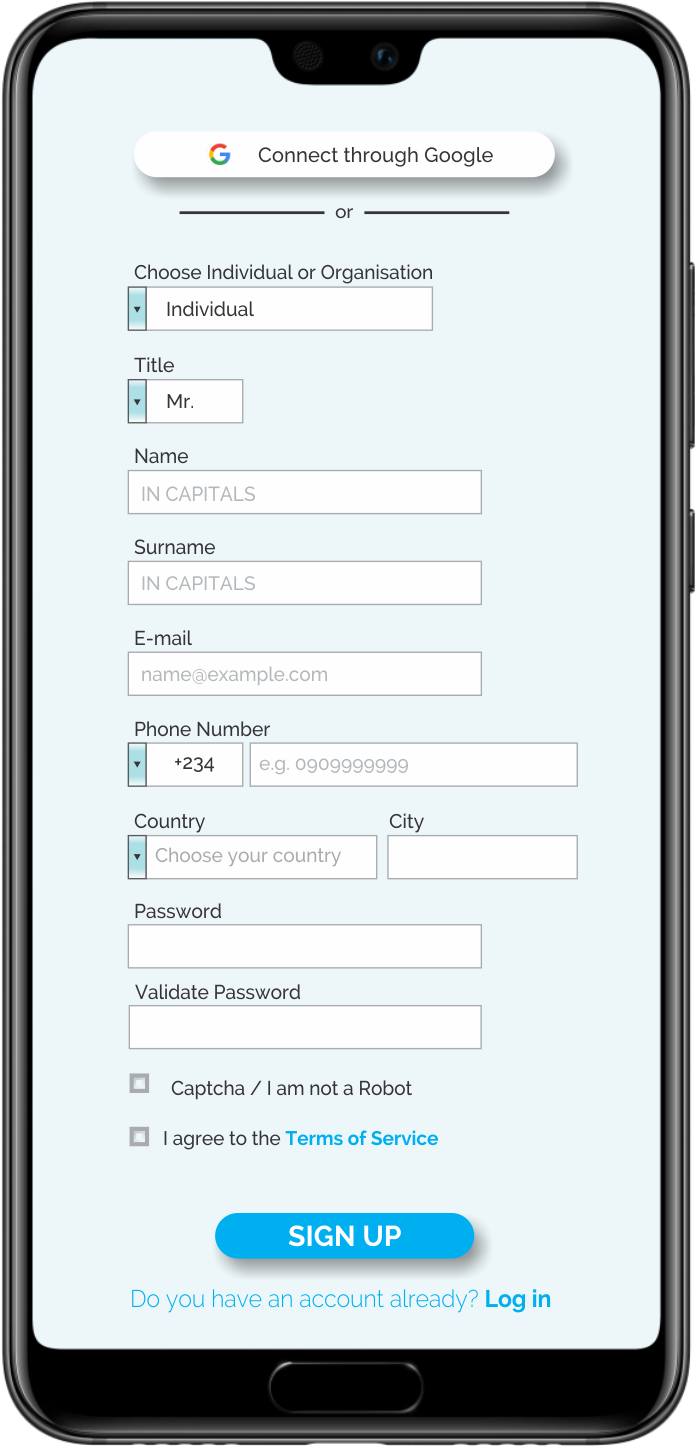 Connect through Google
or
Choose Individual or Organisation
Individual
Title
Mr.
Name
IN CAPITALS
Surname
IN CAPITALS
E-mail
name@example.com
Phone Number
+234 e.g. 0909999999
Country City
Choose your country
Password
Validate Password
Captcha / I am not a Robot
I agree to the Terms of Service
SIGN UP
Do you have an account already? Log in